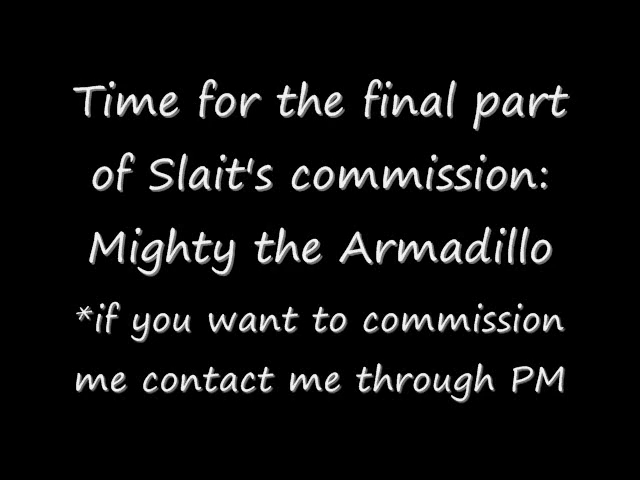 Time for the final part
of Slait's commission:
Mighty the Armadillo
*if you want to commission
me contact me through PM